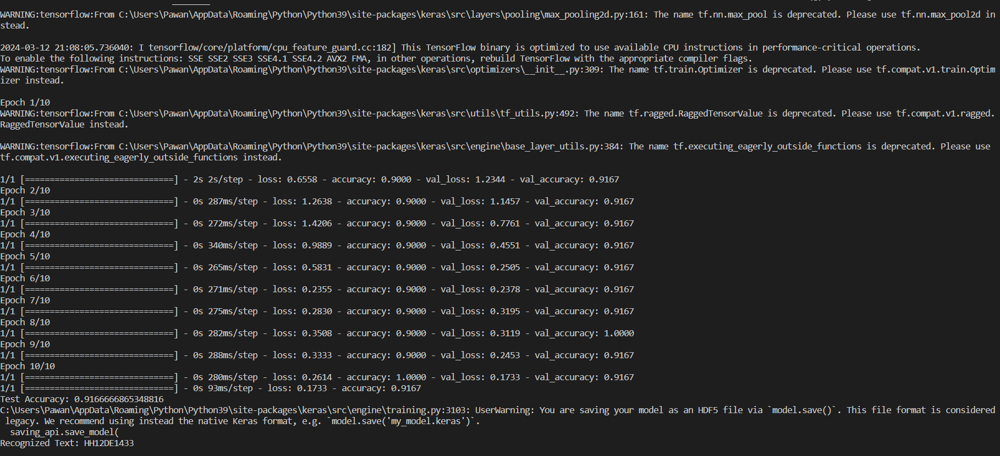 WARNING:tensorflow:From C:\Users\Pawan\AppData\Roaming\Python\Python39\site-packages\keras\src\layers\pooling\max_pooling2d.py:161: The name tf.nn.max_pool is deprecated. Please use tf.nn.max_pool2d in
stead.
2024-03-12 21:08:05.736040: I tensorflow/core/platform/cpu_feature_guard.cc:182] This TensorFlow binary is optimized to use available CPU instructions in performance-critical operations.
To enable the following instructions: SSE SSE2 SSE3 SSE4.1 SSE4.2 AVX2 FMA, in other operations, rebuild TensorFlow with the appropriate compiler flags.
WARNING:tensorflow:From C:\Users\Pawan\AppData\Roaming\Python\Python39\site-packages\keras\src\optimizers\__init__.py:309: The name tf.train.Optimizer is deprecated. Please use tf.compat.v1.train.Optim
izer instead.
Epoch 1/10
WARNING:tensorflow:From C:\Users\Pawan\AppData\Roaming\Python\Python39\site-packages\keras\src\utils\tf_utils.py:492: The name tf.ragged.RaggedTensorValue is deprecated. Please use tf.compat.v1.ragged.
RaggedTensorValue instead.
WARNING:tensorflow:From C:\Users\Pawan\AppData\Roaming\Python\Python39\site-packages\keras\src\engine\base_layer_utils.py:384: The name tf.executing_eagerly_outside_functions is deprecated. Please use
tf.compat.v1.executing_eagerly_outside_functions instead.
1/1 [==============================] - 2s 2s/step - loss: 0.6558 - accuracy: 0.9000 - val_loss: 1.2344 - val_accuracy: 0.9167
Epoch 2/10
1/1 [==============================] - 0s 287ms/step - loss: 1.2638 - accuracy: 0.9000 - val_loss: 1.1457 - val_accuracy: 0.9167
Epoch 3/10
1/1 [==============================] - 0s 272ms/step - loss: 1.4206 - accuracy: 0.9000 - val_loss: 0.7761 - val_accuracy: 0.9167
Epoch 4/10
1/1 [==============================] - 0s 340ms/step - loss: 0.9889 - accuracy: 0.9000 - val_loss: 0.4551 - val_accuracy: 0.9167
Epoch 5/10
1/1 [==============================] - 0s 265ms/step - loss: 0.5831 - accuracy: 0.9000 - val_loss: 0.2505 - val_accuracy: 0.9167
Epoch 6/10
1/1 [==============================] - 0s 271ms/step - loss: 0.2355 - accuracy: 0.9000 - val_loss: 0.2378 - val_accuracy: 0.9167
Epoch 7/10
1/1 [==============================] - 0s 275ms/step - loss: 0.2830 - accuracy: 0.9000 - val_loss: 0.3195 - val_accuracy: 0.9167
Epoch 8/10
1/1 [==============================] - 0s 282ms/step - loss: 0.3508 - accuracy: 0.9000 - val_loss: 0.3119 - val_accuracy: 1.0000
Epoch 9/10
1/1 [==============================] - 0s 288ms/step - loss: 0.3333 - accuracy: 0.9000 - val_loss: 0.2453 - val_accuracy: 0.9167
Epoch 10/10
1/1 [==============================] - 0s 280ms/step - loss: 0.2614 - accuracy: 1.0000 - val_loss: 0.1733 - val_accuracy: 0.9167
1/1 [==============================] - 0s 93ms/step - loss: 0.1733 - accuracy: 0.9167
Test Accuracy: 0.9166666865348816
C:\Users\Pawan\AppData\Roaming\Python\Python39\site-packages\keras\src\engine\training.py:3103: UserWarning: You are saving your model as an HDF5 file via `model.save()`. This file format is considered
 legacy. We recommend using instead the native Keras format, e.g. `model.save('my_model.keras')`.
  saving_api.save_model(
Recognized Text: HH12DE1433